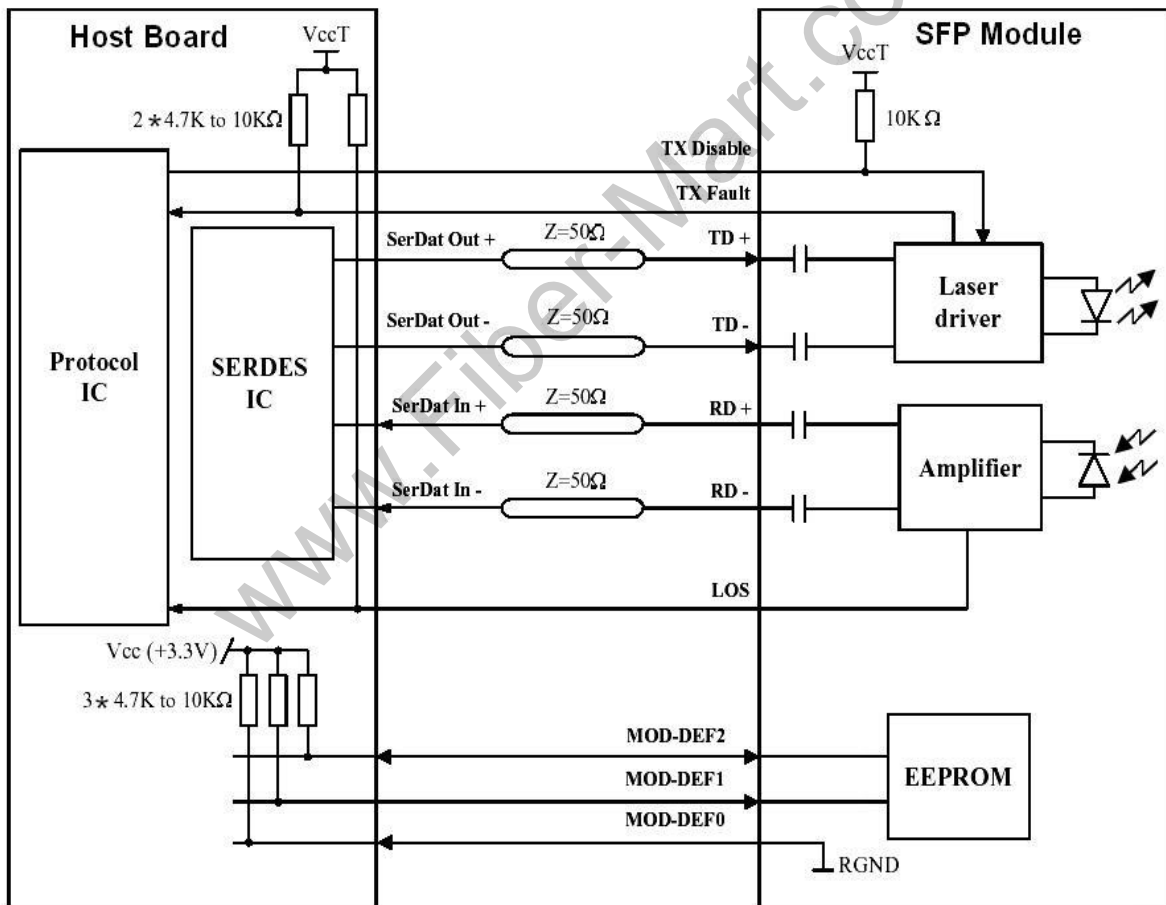 Host Board
VccT
SFP Module
VccT
2*4.7K to 10KΩ
10KΩ
TX Disable
TX Fault
SerDat Out +
Z=50Ω
TD +
SerDat Out -
Z=50Ω
TD -
Laser
driver
Protocol
IC
SERDES
IC
SerDat In +
Z=50Ω
RD +
SerDat In -
Z=50Ω
RD -
Amplifier
LOS
Vcc (+3.3V)
3*4.7K to 10KΩ
MOD-DEF2
MOD-DEF1
MOD-DEF0
EEPROM
RGND
www.Fiber-Mart.co